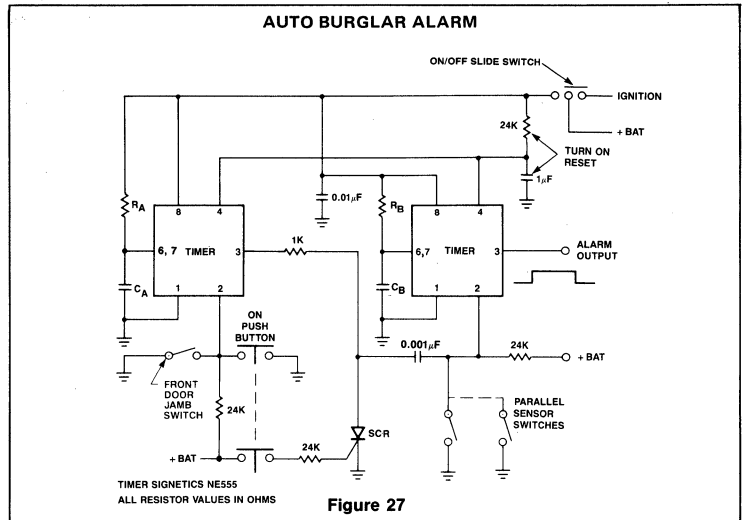 AUTO BURGLAR ALARM
ON/OFF SLIDE SWITCH
IGNITION
+ BAT
24K
TURN ON
RESET
1μF
0.01μF
RA
8
4
6, 7
TIMER
3
1
2
CA
1K
RB
8
4
6,7
TIMER
3
1
2
CB
ALARM
OUTPUT
ON
PUSH
BUTTON
0.001μF
24K
+ BAT
FRONT
DOOR
JAMB
SWITCH
24K
PARALLEL
SENSOR
SWITCHES
+ BAT
24K
SCR
TIMER SIGNETICS NE555
ALL RESISTOR VALUES IN OHMS
Figure 27